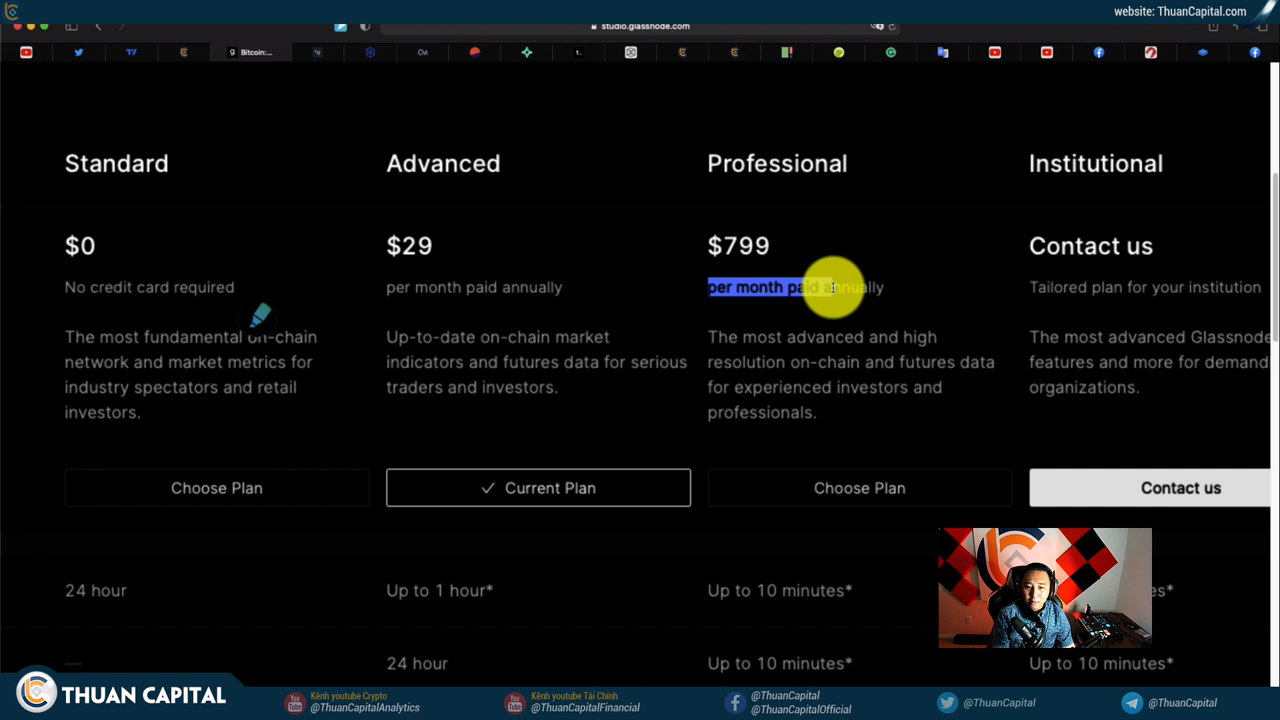 website: ThuanCapital.com
studio.glassnode.com
Bitcoin:...
Standard
Advanced
Professional
Institutional
$0
$29
$799
Contact us
No credit card required
per month paid annually
per month paid annually
Tailored plan for your institution
The most fundamental on-chain
network and market metrics for
industry spectators and retail
investors.
Up-to-date on-chain market
indicators and futures data for serious
traders and investors.
The most advanced and high
resolution on-chain and futures data
for experienced investors and
professionals.
The most advanced Glassnode
features and more for demand
organizations.
Choose Plan
Current Plan
Choose Plan
Contact us
24 hour
Up to 1 hour*
Up to 10 minutes*
24 hour
Up to 10 minutes*
Up to 10 minutes*
THUAN CAPITAL
Kênh youtube Crypto
@ThuanCapitalAnalytics
Kênh youtube Tài Chính
@ThuanCapitalFinancial
@ThuanCapital
@ThuanCapitalOfficial
@ThuanCapital
@ThuanCapital